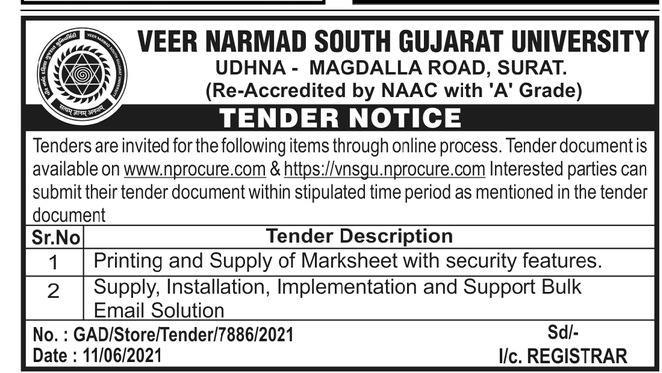 VEER NARMAD SOUTH GUJARAT UNIVERSITY
UDHNA - MAGDALLA ROAD, SURAT.
(Re-Accredited by NAAC with 'A' Grade)
TENDER NOTICE
Tenders are invited for the following items through online process. Tender document is
available on www.nprocure.com & https://vnsgu.nprocure.com Interested parties can
submit their tender document within stipulated time period as mentioned in the tender
document
Sr.No Tender Description
1 Printing and Supply of Marksheet with security features.
2 Supply, Installation, Implementation and Support Bulk
Email Solution
No. : GAD/Store/Tender/7886/2021 Sd/-
Date : 11/06/2021 I/c. REGISTRAR